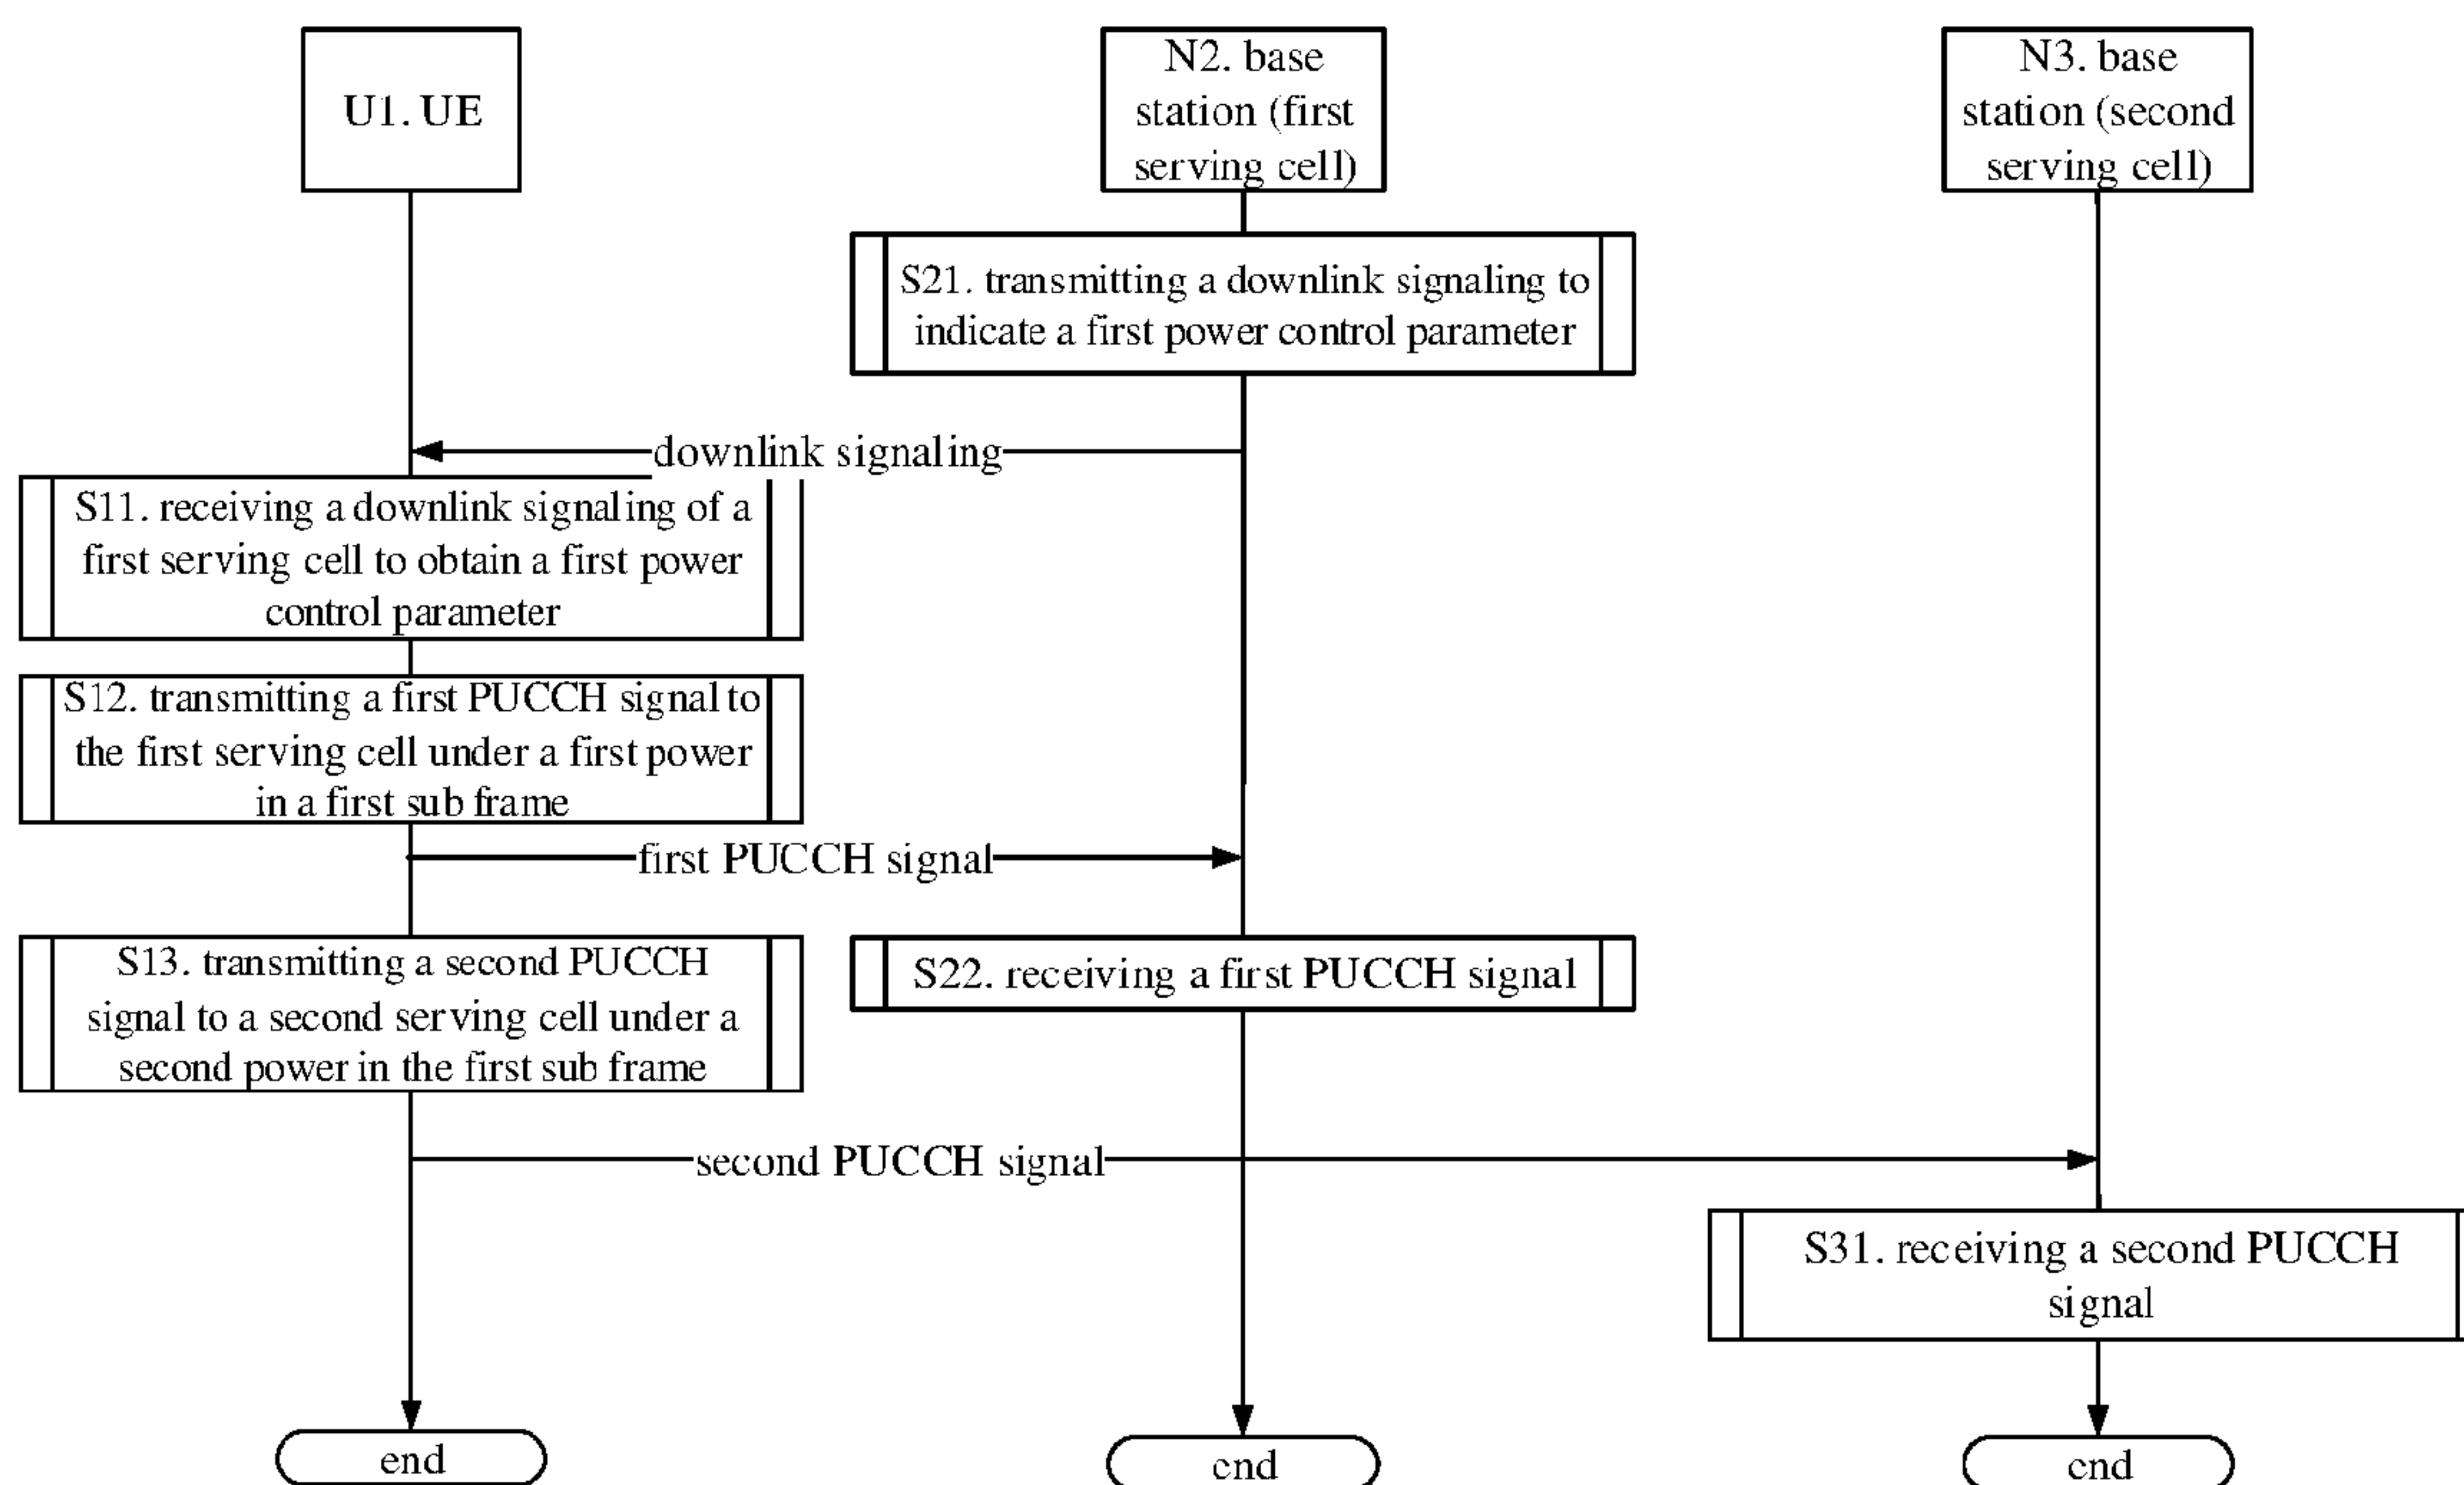 U1. UE
N2. base
station (first
serving cell)
N3. base
station (second
serving cell)
S21. transmitting a downlink signaling to
indicate a first power control parameter
downlink signaling
S11. receiving a downlink signaling of a
first serving cell to obtain a first power
control parameter
S12. transmitting a first PUCCH signal to
the first serving cell under a first power
in a first sub frame
first PUCCH signal
S13. transmitting a second PUCCH
signal to a second serving cell under a
second power in the first sub frame
S22. receiving a first PUCCH signal
second PUCCH signal
S31. receiving a second PUCCH
signal
end
end
end